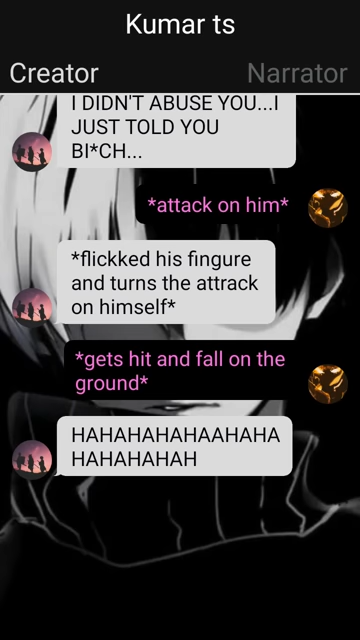 Kumar ts
Creator
Narrator
I DIDN'T ABUSE YOU...I
JUST TOLD YOU
BI*CH...
*attack on him*
*flickked his fingure
and turns the attrack
on himself*
*gets hit and fall on the
ground*
HAHAHAHAHAAHAHA
HAHAHAHAH